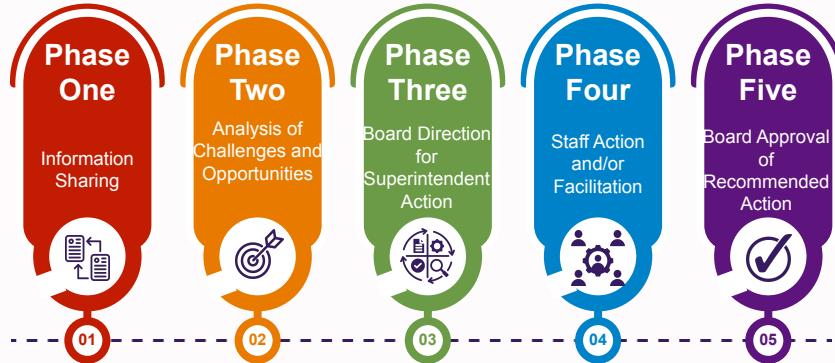 Phase
One
Information
Sharing
01
Phase
Two
Analysis of
Challenges and
Opportunities
02
Phase
Three
Board Direction
for
Superintendent
Action
03
Phase
Four
Staff Action
and/or
Facilitation
04
Phase
Five
Board Approval
of
Recommended
Action
05